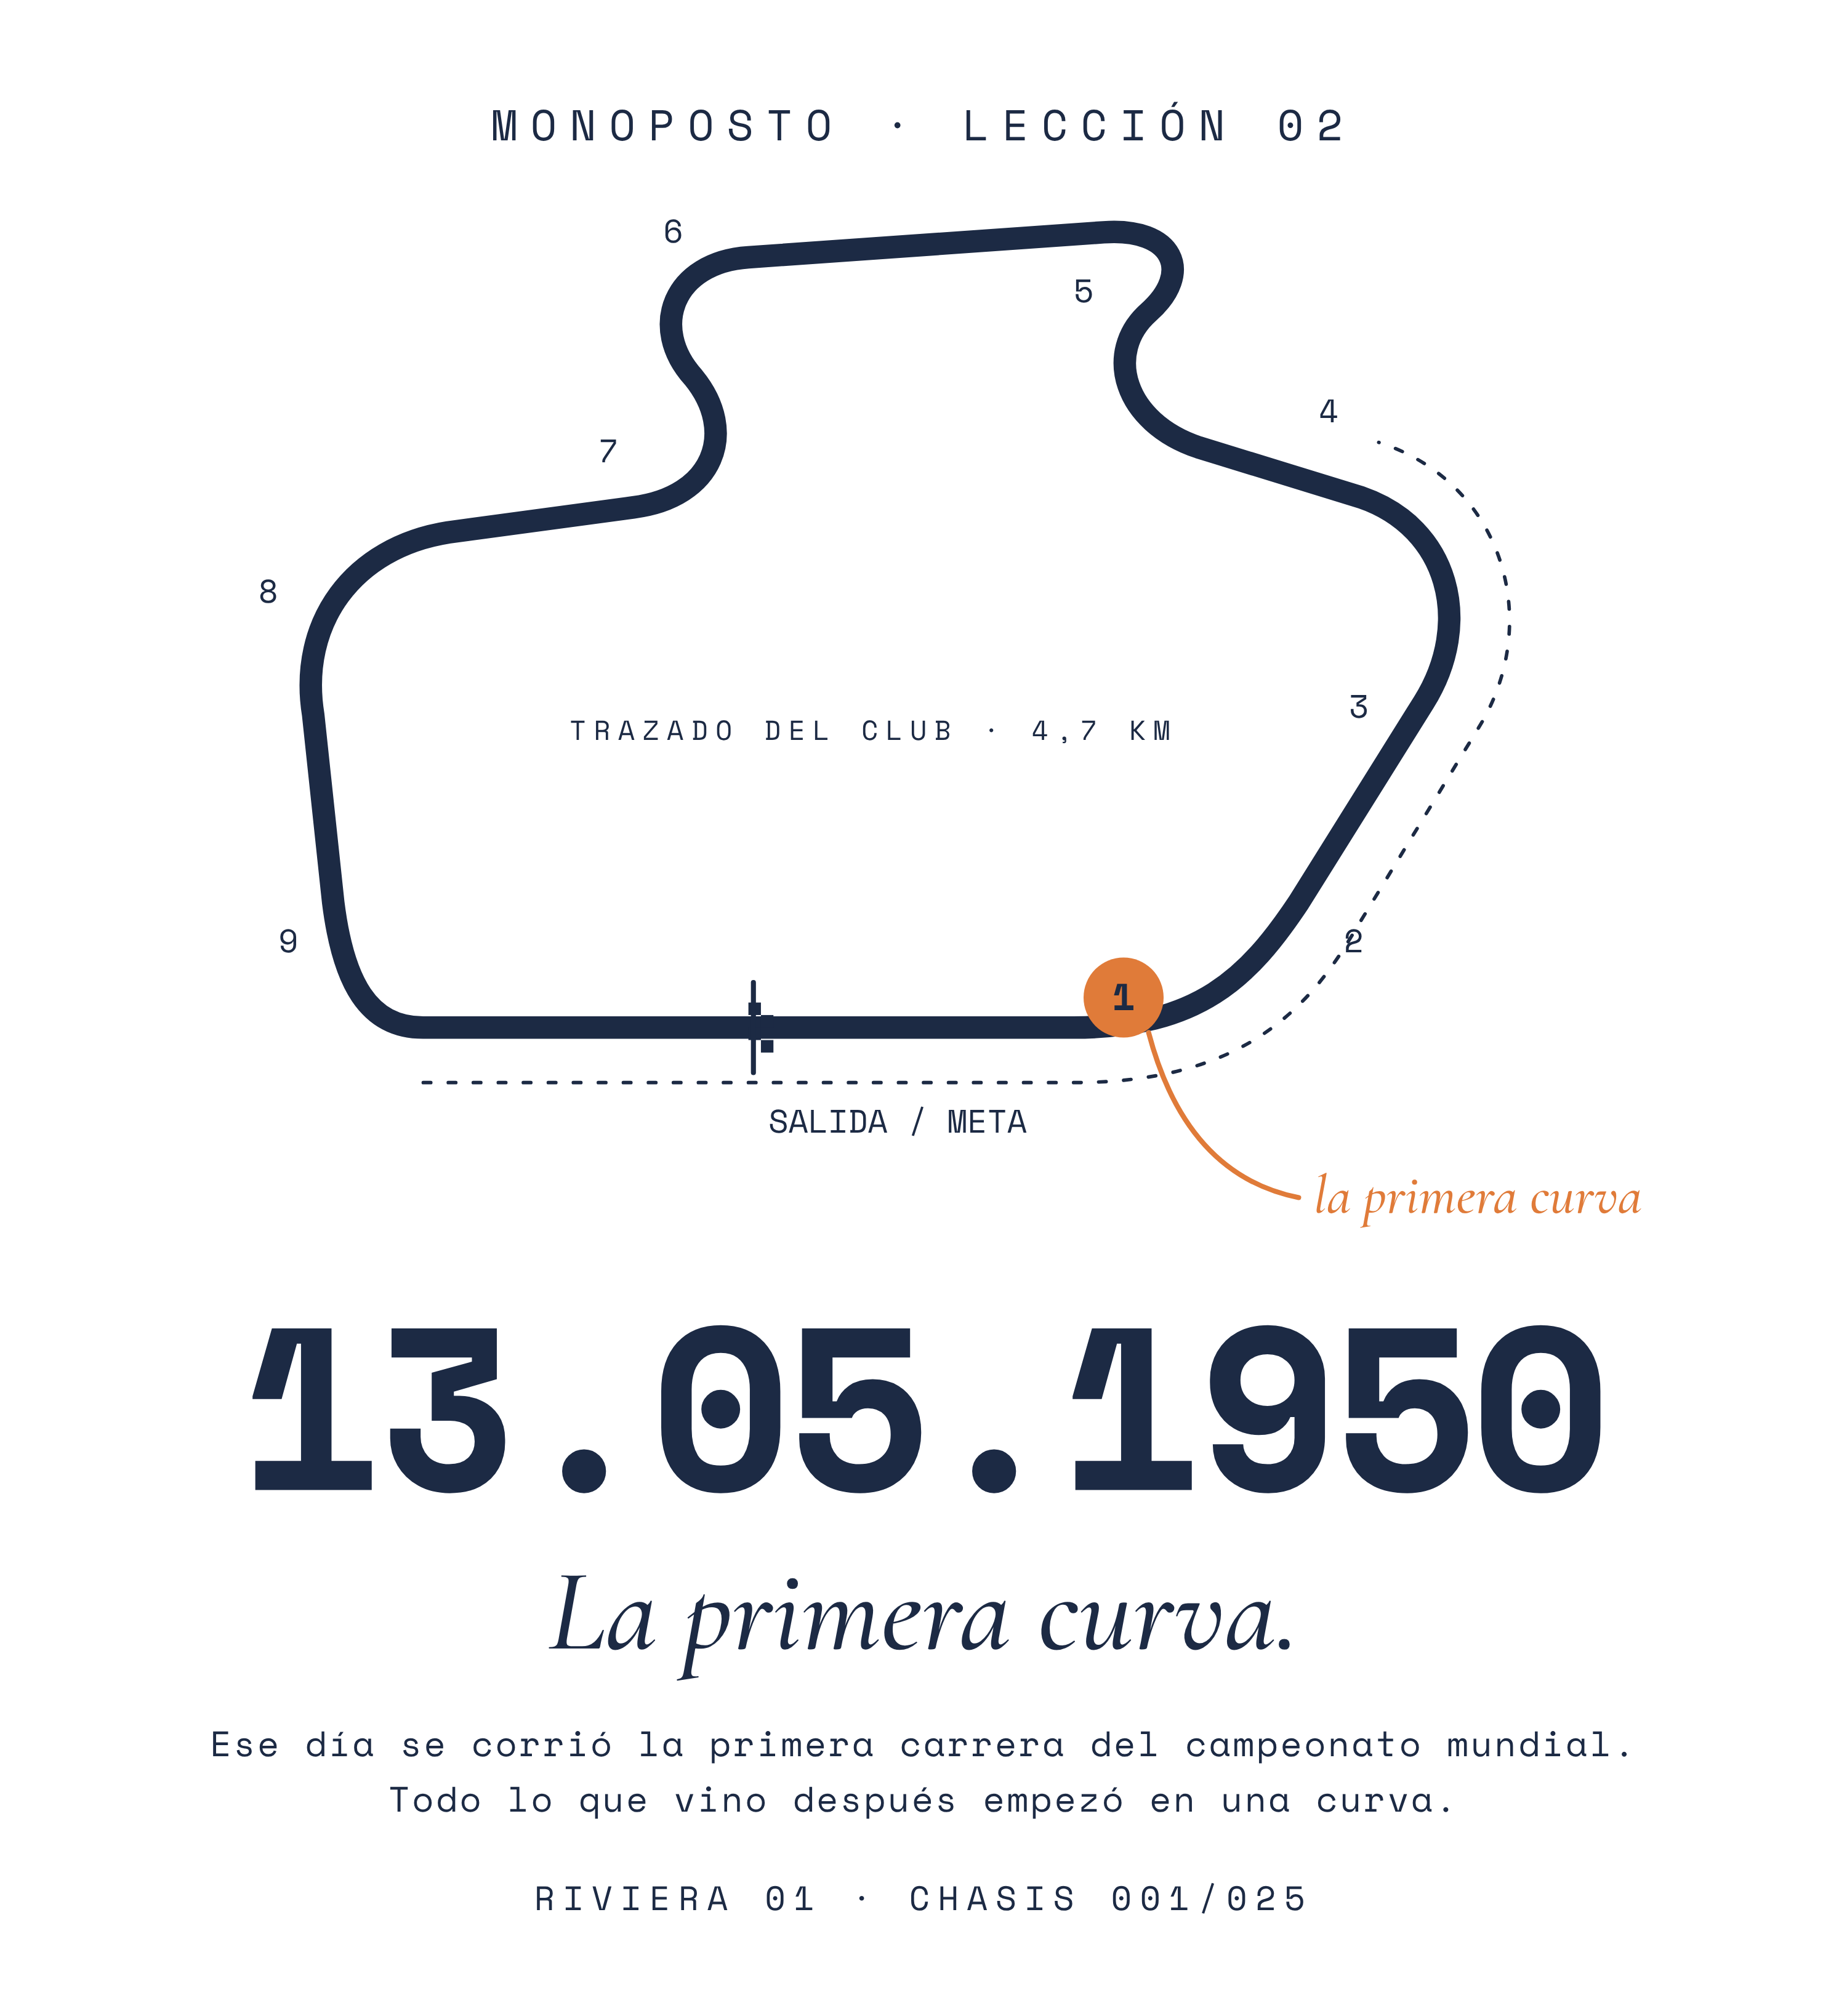 MONOPOSTO · LECCIÓN 02
6
5
4
7
8
3
TRAZADO DEL CLUB · 4,7 KM
9
2
1
SALIDA / META
la primera curva
13.05.1950
La primera curva.
Ese día se corrió la primera carrera del campeonato mundial.
Todo lo que vino después empezó en una curva.
RIVIERA 01 · CHASIS 001/025